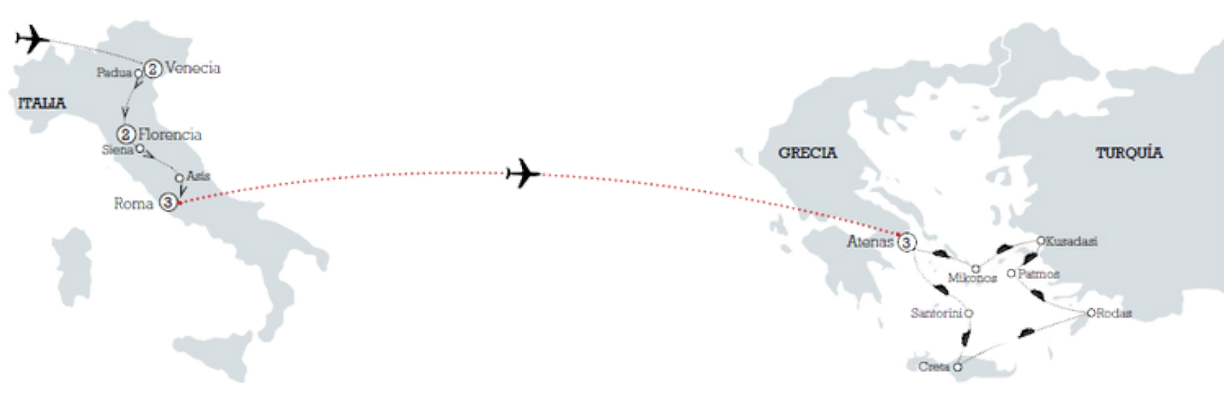 Padua
2 Venecia
ITALIA
2 Florencia
Siena
Asis
Roma 3
GRECIA
TURQUÍA
Atenas 3
Kusadasi
Mikonos
Patmos
Santorini
Rodas
Creta